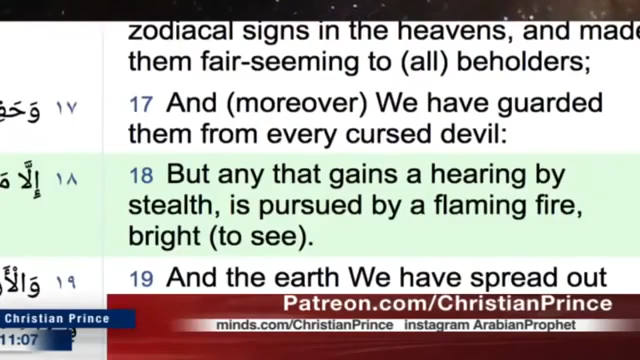 zodiacal signs in the heavens, and made
them fair-seeming to (all) beholders;
١٧
17 And (moreover) We have guarded
them from every cursed devil:
إِلَّا ١٨
18 But any that gains a hearing by
stealth, is pursued by a flaming fire,
bright (to see).
١٩
19 And the earth We have spread out
Patreon.com/ChristianPrince
Christian Prince
minds.com/ChristianPrince instagram ArabianProphet
11:07